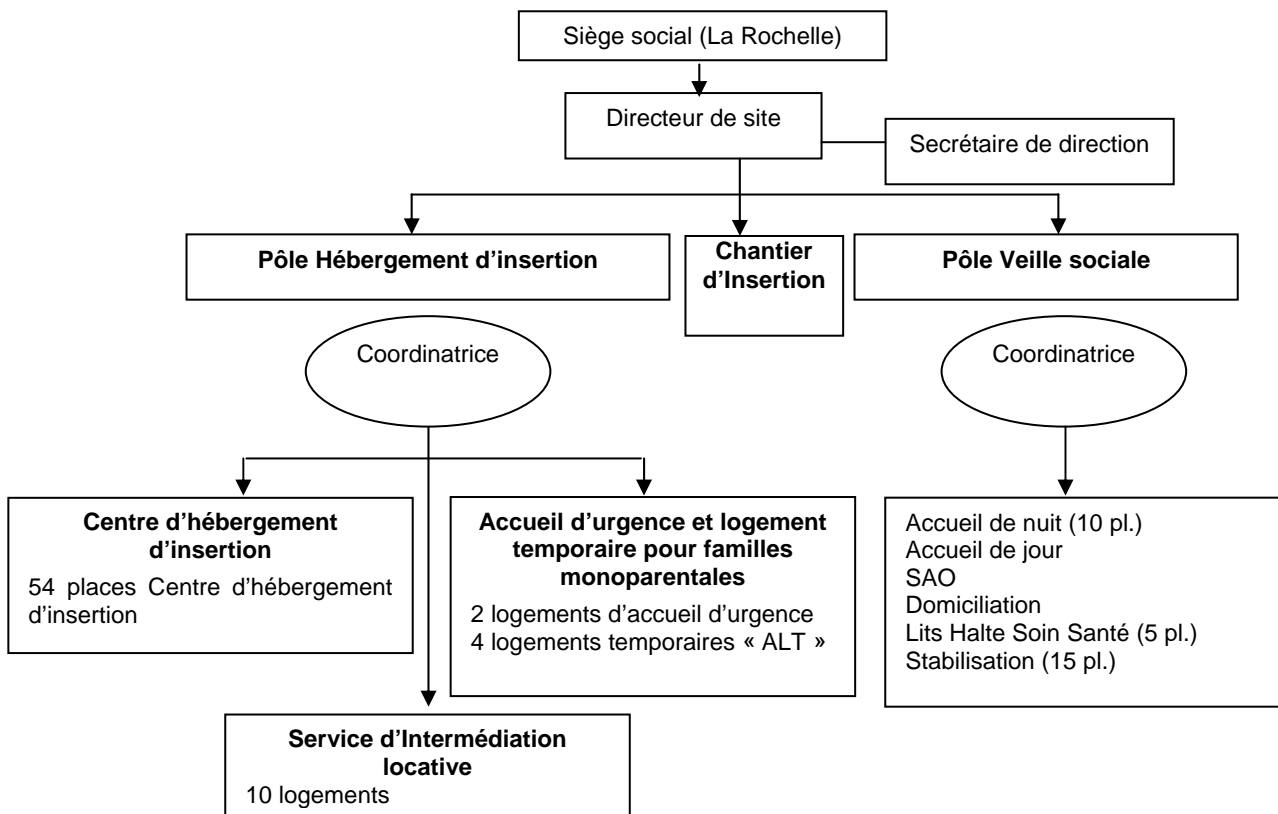 Siège social (La Rochelle)
Directeur de site
Secrétaire de direction
Pôle Hébergement d'insertion
Chantier
d'Insertion
Pôle Veille sociale
Coordinatrice
Coordinatrice
Centre d'hébergement
d'insertion
54 places Centre d'hébergement
d'insertion
Accueil d'urgence et logement
temporaire pour familles
monoparentales
2 logements d'accueil d'urgence
4 logements temporaires « ALT »
Accueil de nuit (10 pl.)
Accueil de jour
SAO
Domiciliation
Lits Halte Soin Santé (5 pl.)
Stabilisation (15 pl.)
Service d'Intermédiation
locative
10 logements